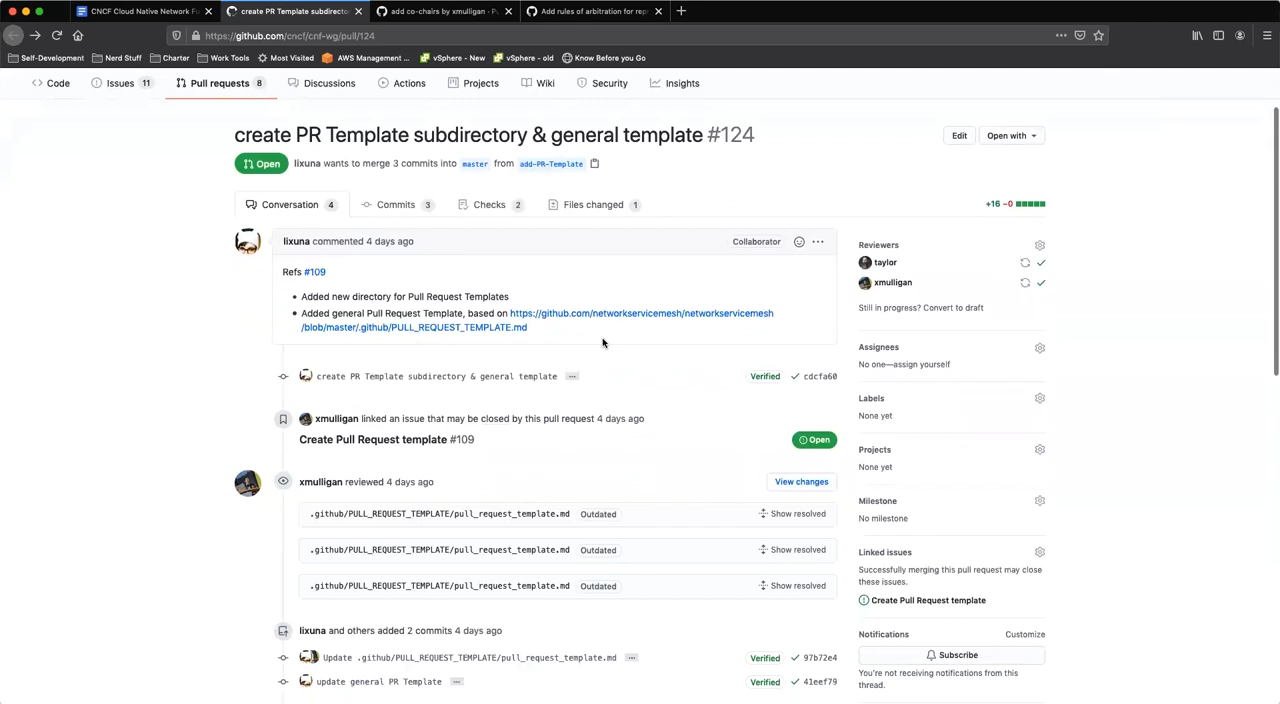 CNCF Cloud Native Network Fu
create PR Template subdirecto
add co-chairs by xmulligan · Pu
Add rules of arbitration for rep
https://github.com/cncf/cnf-wg/pull/124
Self-Development
Nerd Stuff
Charter
Work Tools
Most Visited
AWS Management ...
vSphere - New
vSphere - old
Know Before you Go
Code
Issues 11
Pull requests 8
Discussions
Actions
Projects
Wiki
Security
Insights
create PR Template subdirectory & general template #124
Edit
Open with
Open
lixuna wants to merge 3 commits into master from add-PR-Template
Conversation 4
Commits 3
Checks 2
Files changed 1
+16 −0
lixuna commented 4 days ago
Collaborator
Refs #109
• Added new directory for Pull Request Templates
• Added general Pull Request Template, based on https://github.com/networkservicemesh/networkservicemesh
/blob/master/.github/PULL_REQUEST_TEMPLATE.md
create PR Template subdirectory & general template ...
Verified
cdcfa60
xmulligan linked an issue that may be closed by this pull request 4 days ago
Create Pull Request template #109
Open
xmulligan reviewed 4 days ago
View changes
.github/PULL_REQUEST_TEMPLATE/pull_request_template.md Outdated
Show resolved
.github/PULL_REQUEST_TEMPLATE/pull_request_template.md Outdated
Show resolved
.github/PULL_REQUEST_TEMPLATE/pull_request_template.md Outdated
Show resolved
lixuna and others added 2 commits 4 days ago
Update .github/PULL_REQUEST_TEMPLATE/pull_request_template.md ...
Verified
97b72e4
update general PR Template ...
Verified
41eef79
Reviewers
taylor
xmulligan
Still in progress? Convert to draft
Assignees
No one—assign yourself
Labels
None yet
Projects
None yet
Milestone
No milestone
Linked issues
Successfully merging this pull request may close
these issues.
Create Pull Request template
Notifications
Customize
Subscribe
You're not receiving notifications from this
thread.